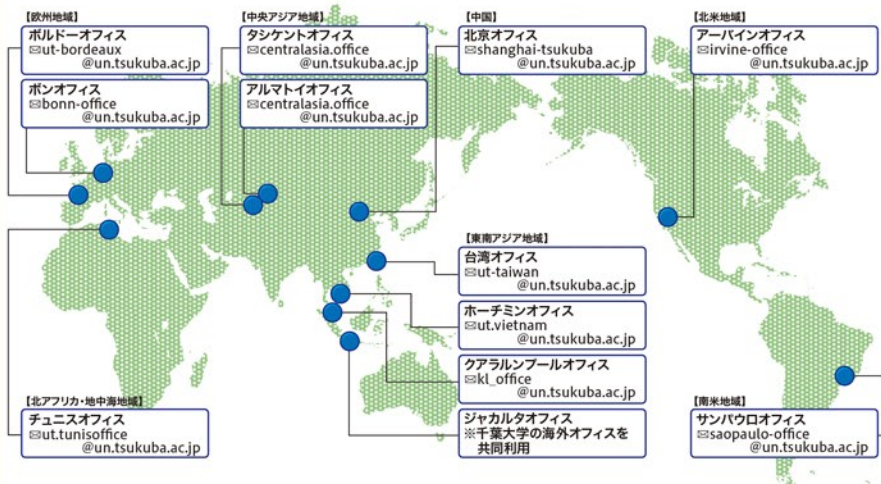 【欧州地域】
ボルドーオフィス
✉ut-bordeaux
@un.tsukuba.ac.jp
ボンオフィス
✉bonn-office
@un.tsukuba.ac.jp
【中央アジア地域】
タシケントオフィス
✉centralasia.office
@un.tsukuba.ac.jp
アルマトイオフィス
✉centralasia.office
@un.tsukuba.ac.jp
【中国】
北京オフィス
✉shanghai-tsukuba
@un.tsukuba.ac.jp
【北米地域】
アーバインオフィス
✉irvine-office
@un.tsukuba.ac.jp
【東南アジア地域】
台湾オフィス
✉ut-taiwan
@un.tsukuba.ac.jp
ホーチミンオフィス
✉ut.vietnam
@un.tsukuba.ac.jp
クアラルンプールオフィス
✉kl_office
@un.tsukuba.ac.jp
ジャカルタオフィス
※千葉大学の海外オフィスを
共同利用
【北アフリカ・地中海地域】
チュニスオフィス
✉ut.tunisoffice
@un.tsukuba.ac.jp
【南米地域】
サンパウロオフィス
✉saopaulo-office
@un.tsukuba.ac.jp